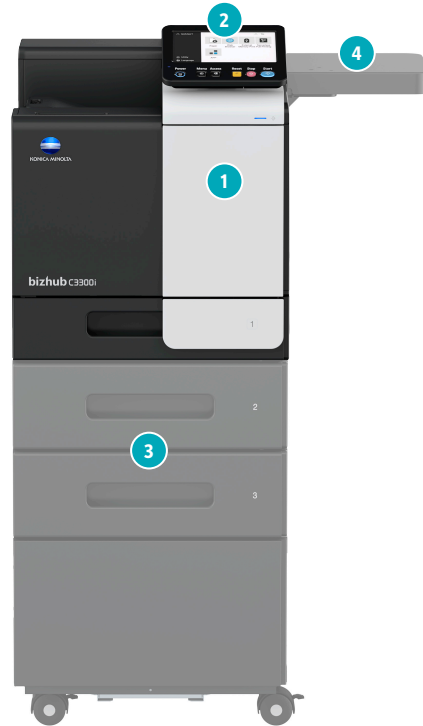 2
4
Power
Menu
Access
Reset
Stop
Start
KONICA MINOLTA
1
bizhub C3300i
1
2
3
3